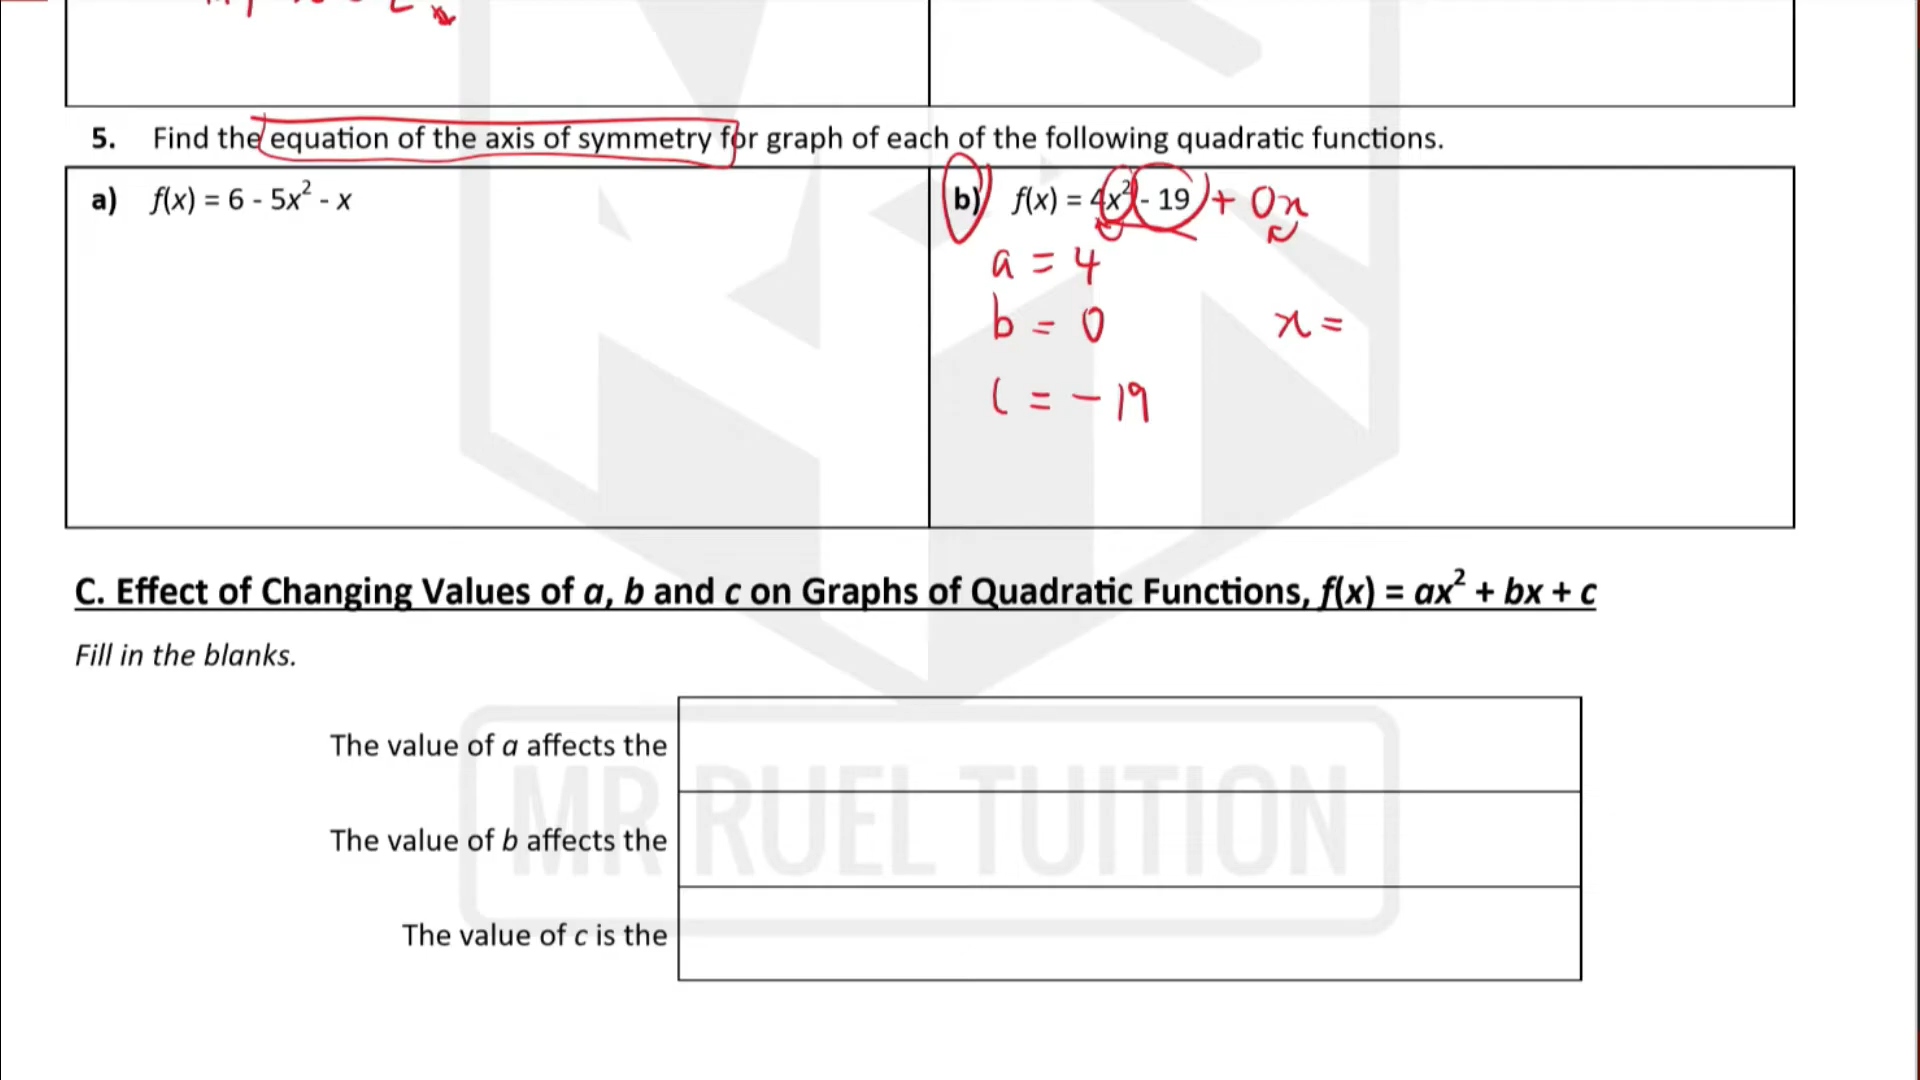 5. Find the equation of the axis of symmetry for graph of each of the following quadratic functions.
a) f(x) = 6 - 5x² - x
b) f(x) = 4x² - 19 + 0x
a = 4
b = 0
x =
c = - 19
C. Effect of Changing Values of a, b and c on Graphs of Quadratic Functions, f(x) = ax² + bx + c
Fill in the blanks.
The value of a affects the
The value of b affects the
The value of c is the
MR RUEL TUITION